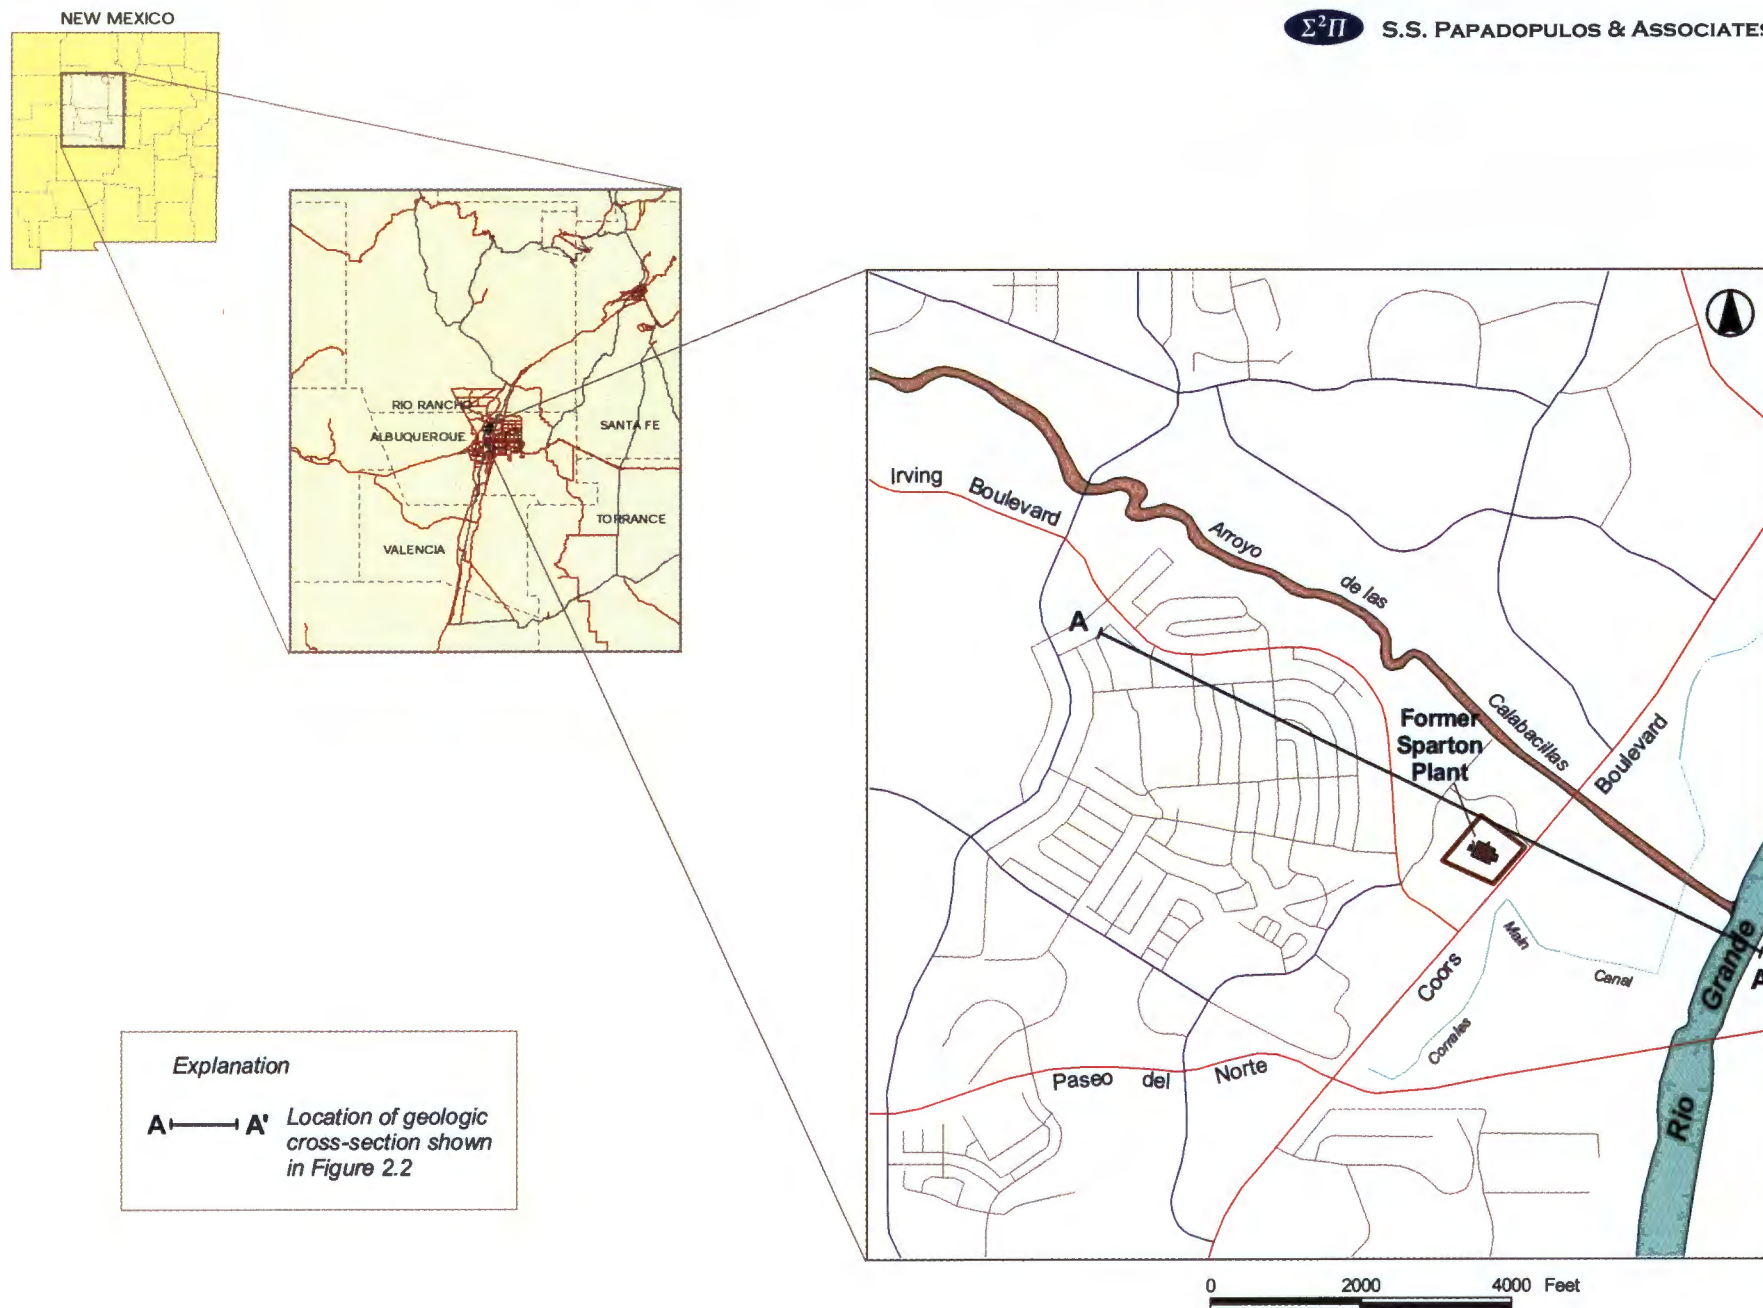 NEW MEXICO
Σ²Π S.S. PAPADOPULOS & ASSOCIATES
RIO RANCHO
ALBUQUERQUE
SANTA FE
TORRANCE
VALENCIA
Irving Boulevard
Arroyo de las Calabacillas
A
Former
Sparton
Plant
Coors Boulevard
Corrales Main Canal
Rio Grande
Paseo del Norte
Explanation
A A' Location of geologic
cross-section shown
in Figure 2.2
0 2000 4000 Feet